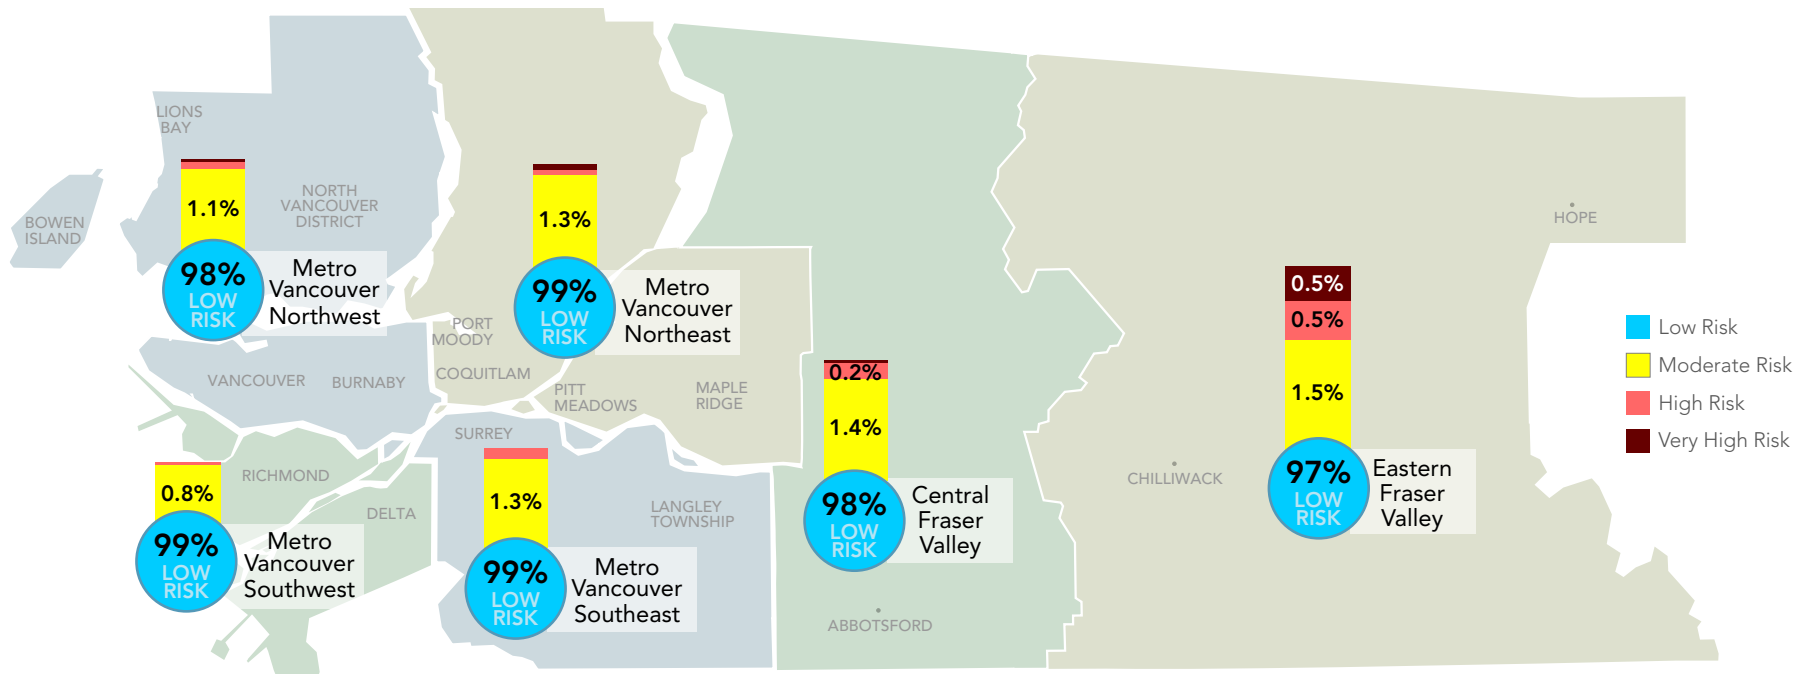 LIONS
BAY
BOWEN
ISLAND
NORTH
VANCOUVER
DISTRICT
1.1%
98%
LOW
RISK
Metro
Vancouver
Northwest
1.3%
99%
LOW
RISK
Metro
Vancouver
Northeast
PORT
MOODY
COQUITLAM
VANCOUVER
BURNABY
PITT
MEADOWS
MAPLE
RIDGE
SURREY
RICHMOND
DELTA
LANGLEY
TOWNSHIP
0.8%
99%
LOW
RISK
Metro
Vancouver
Southwest
1.3%
99%
LOW
RISK
Metro
Vancouver
Southeast
0.2%
1.4%
98%
LOW
RISK
Central
Fraser
Valley
ABBOTSFORD
HOPE
CHILLIWACK
0.5%
0.5%
1.5%
97%
LOW
RISK
Eastern
Fraser
Valley
Low Risk
Moderate Risk
High Risk
Very High Risk